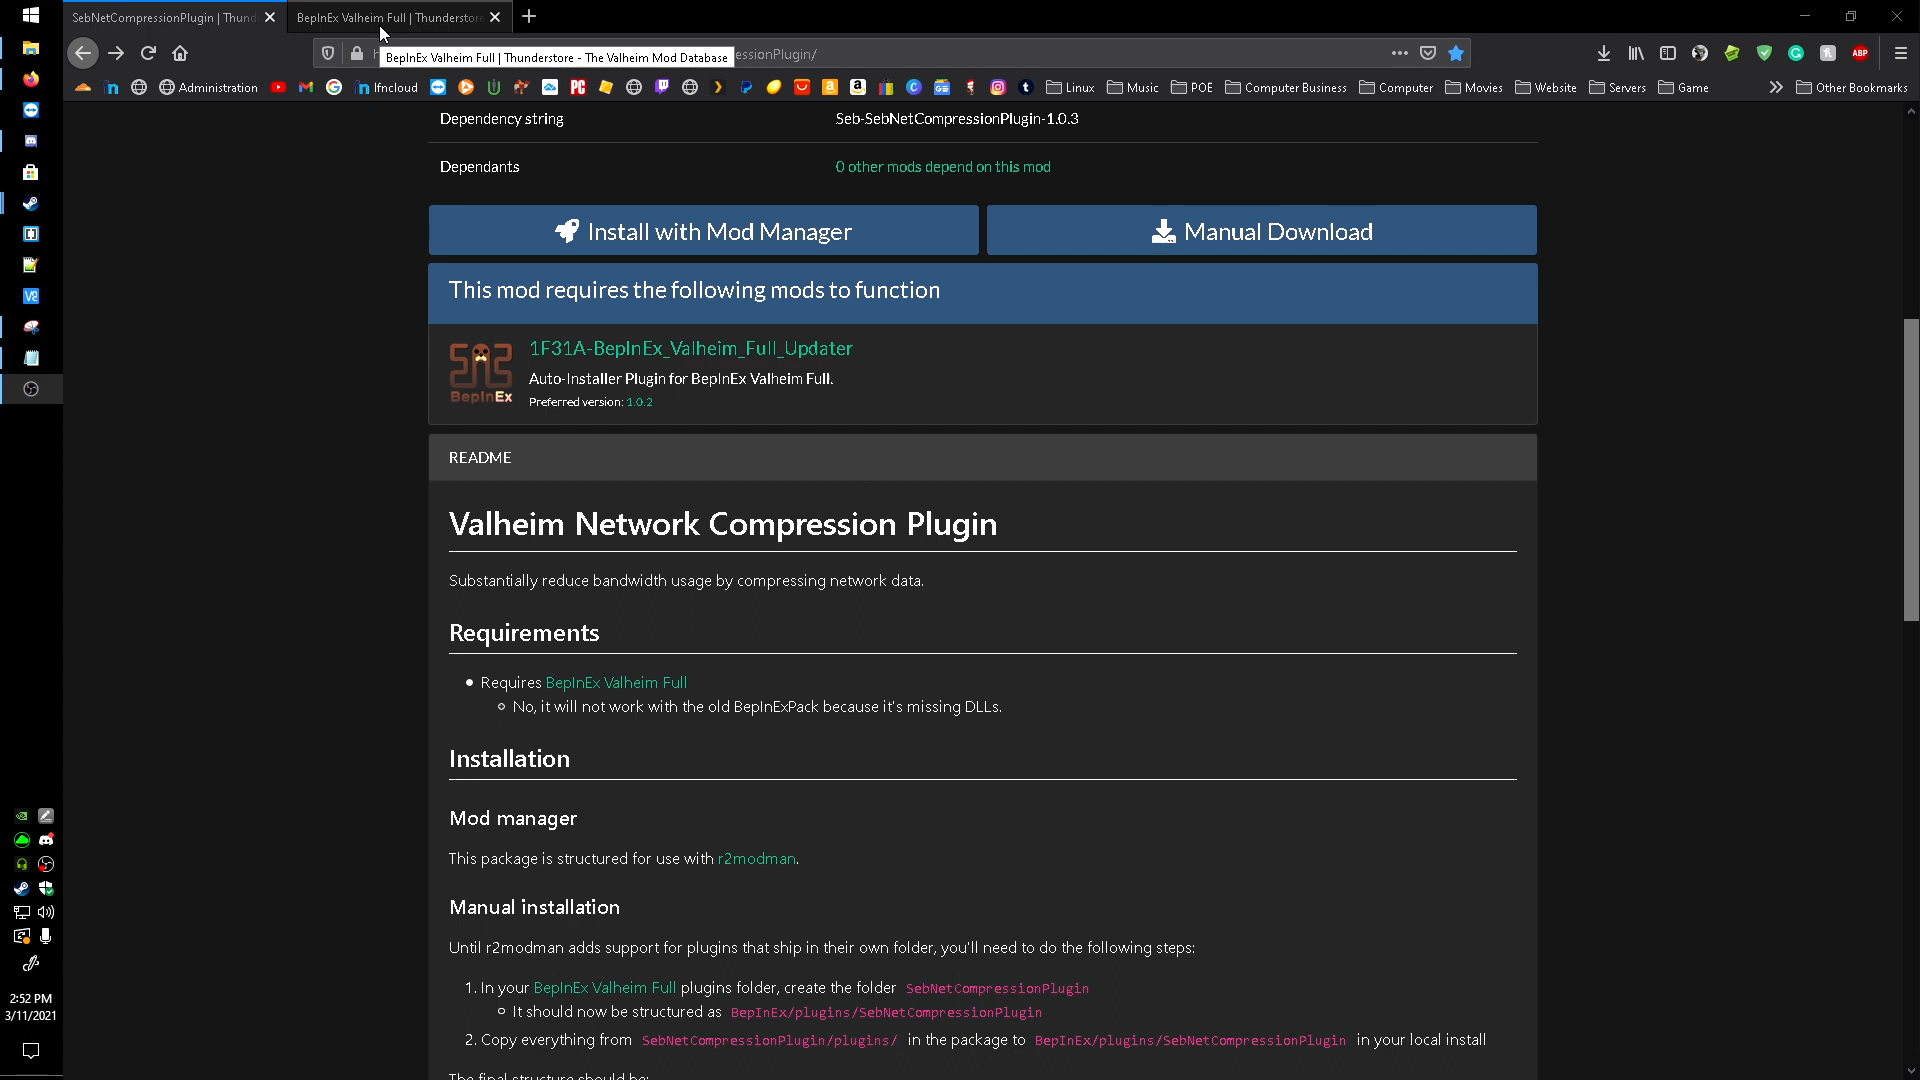 SebNetCompressionPlugin | Thund
BepInEx Valheim Full | Thunderstore
BepInEx Valheim Full | Thunderstore - The Valheim Mod Database
essionPlugin/
ABP
Administration
lfncloud
PC
Linux
Music
POE
Computer Business
Computer
Movies
Website
Servers
Game
Other Bookmarks
Dependency string
Seb-SebNetCompressionPlugin-1.0.3
Dependants
0 other mods depend on this mod
Install with Mod Manager
Manual Download
This mod requires the following mods to function
1F31A-BepInEx_Valheim_Full_Updater
Auto-Installer Plugin for BepInEx Valheim Full.
Preferred version: 1.0.2
BepInEx
README
Valheim Network Compression Plugin
Substantially reduce bandwidth usage by compressing network data.
Requirements
Requires BepInEx Valheim Full
No, it will not work with the old BepInExPack because it's missing DLLs.
Installation
Mod manager
This package is structured for use with r2modman.
Manual installation
Until r2modman adds support for plugins that ship in their own folder, you'll need to do the following steps:
1. In your BepInEx Valheim Full plugins folder, create the folder SebNetCompressionPlugin
It should now be structured as BepInEx/plugins/SebNetCompressionPlugin
2. Copy everything from SebNetCompressionPlugin/plugins/ in the package to BepInEx/plugins/SebNetCompressionPlugin in your local install
The final structure should be:
2:52 PM
3/11/2021